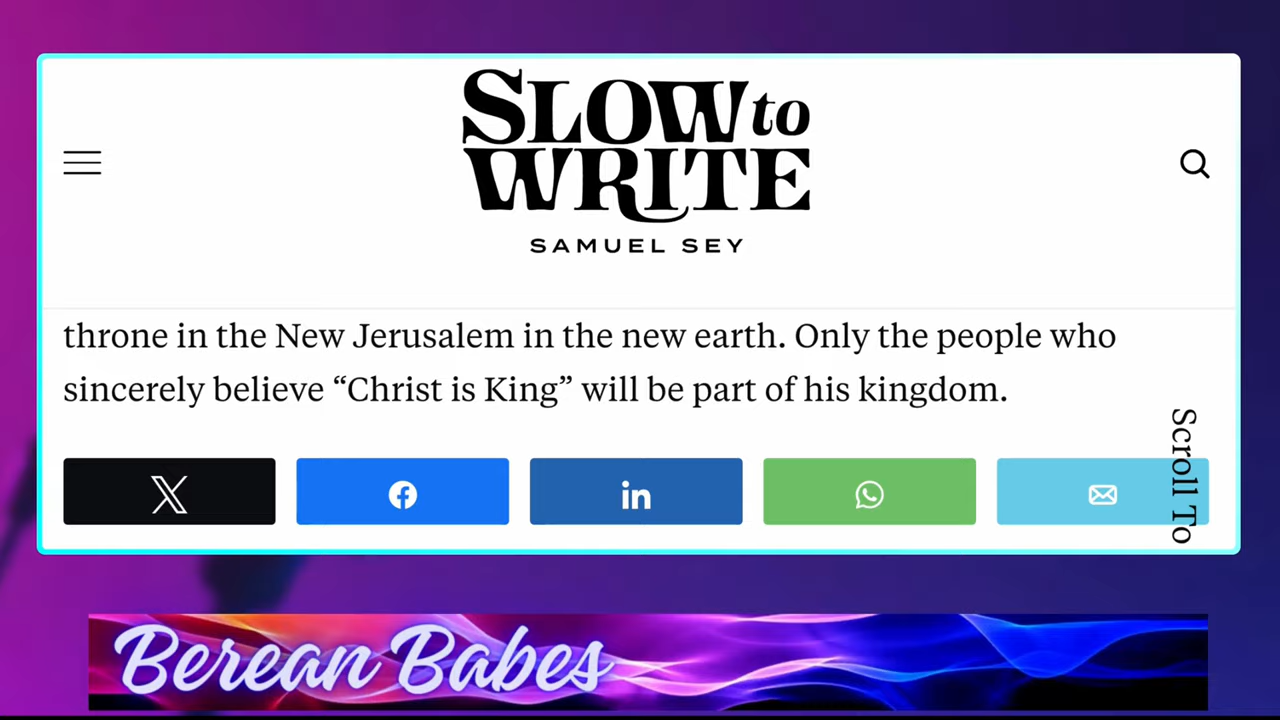 SLOW to
WRITE
SAMUEL SEY
throne in the New Jerusalem in the new earth. Only the people who
sincerely believe “Christ is King” will be part of his kingdom.
Scroll To
in
Berean Babes